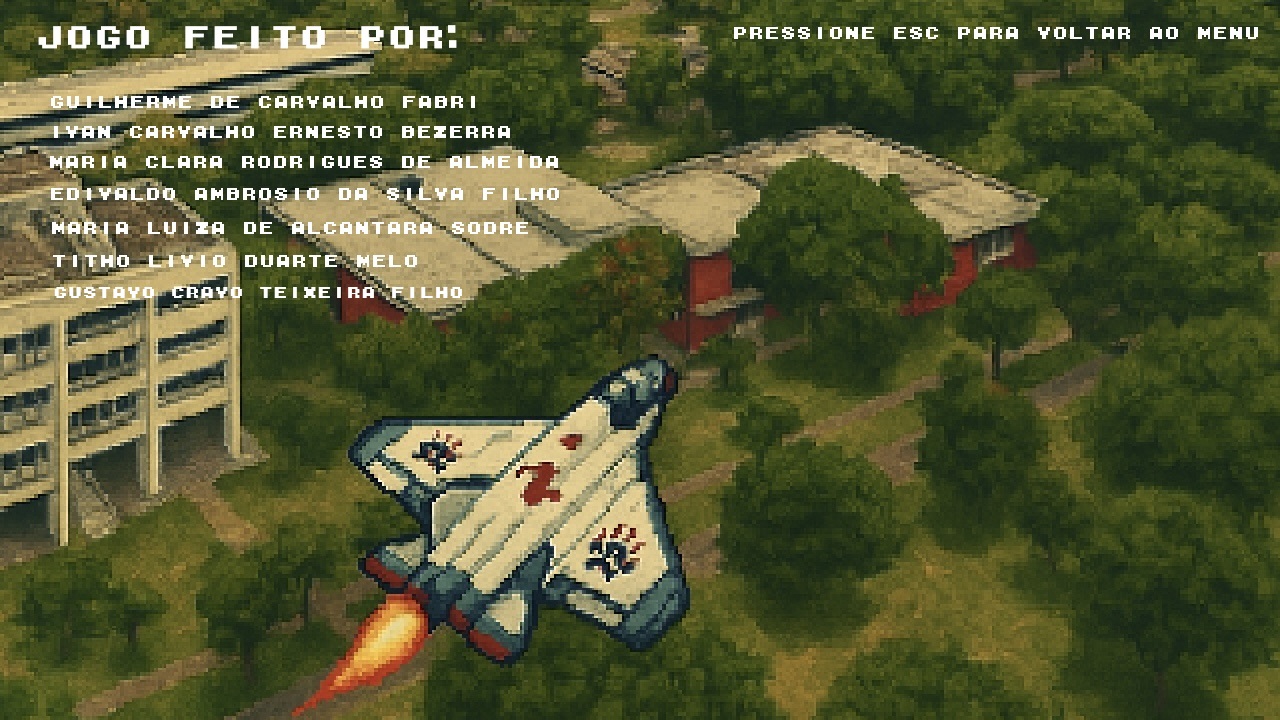 JOGO FEITO POR:
PRESSIONE ESC PARA VOLTAR AO MENU
GUILHERME DE CARVALHO FABRI
IVAN CARVALHO ERNESTO BEZERRA
MARIA CLARA RODRIGUES DE ALMEIDA
EDIVALDO AMBROSIO DA SILVA FILHO
MARIA LUIZA DE ALCANTARA SODRE
TITHO LIVIO DUARTE MELO
GUSTAVO CRAVO TEIXEIRA FILHO